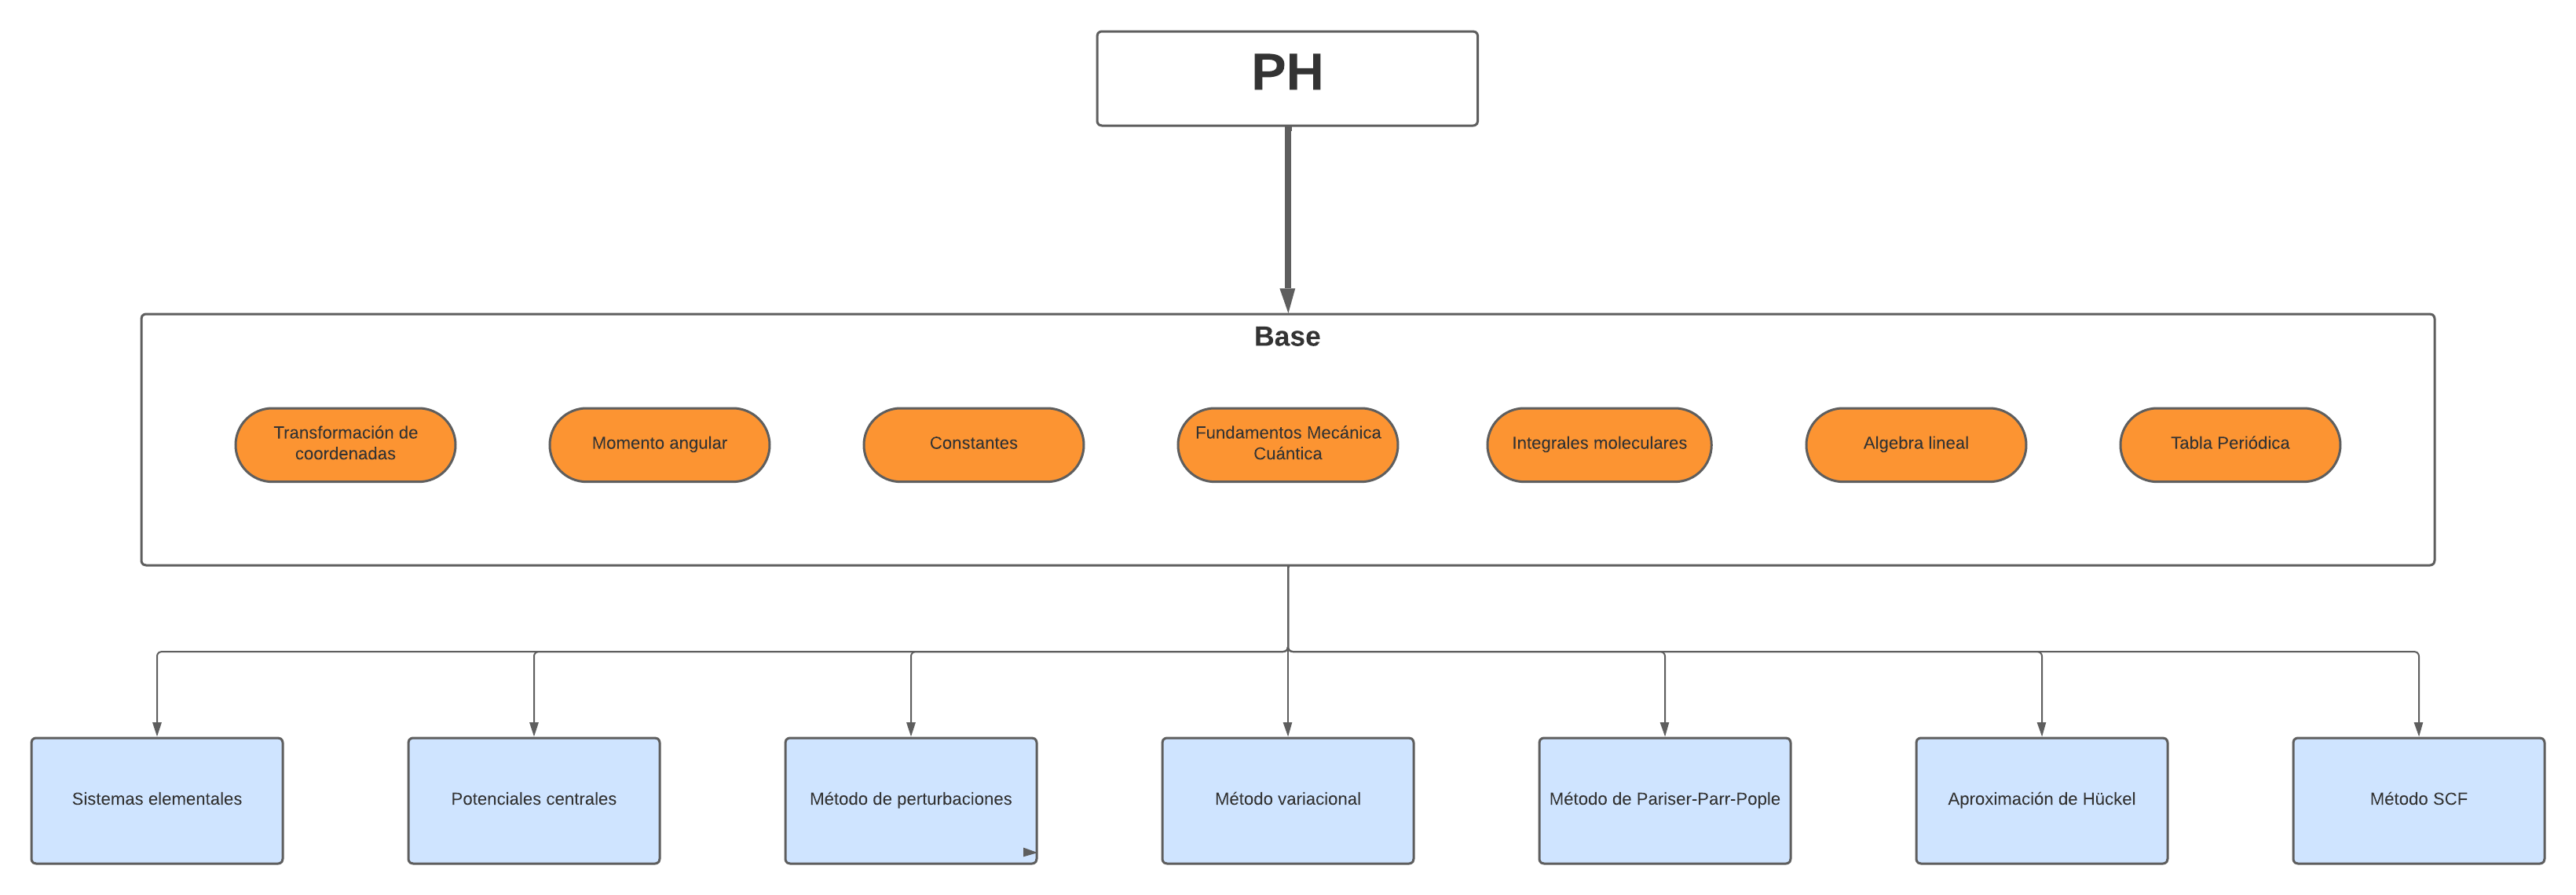 PH
Base
Transformación de
coordenadas
Momento angular
Constantes
Fundamentos Mecánica
Cuántica
Integrales moleculares
Algebra lineal
Tabla Periódica
Sistemas elementales
Potenciales centrales
Método de perturbaciones
Método variacional
Método de Pariser-Parr-Pople
Aproximación de Hückel
Método SCF